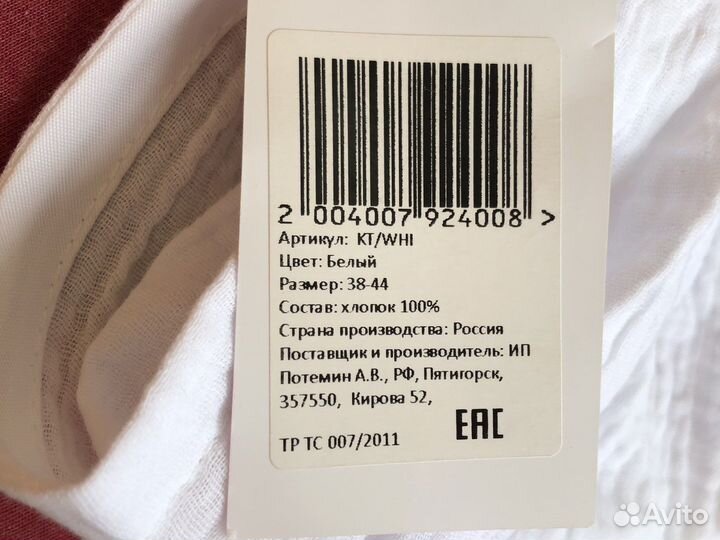 2 004007 924008 >
Артикул: KT/WHI
Цвет: Белый
Размер: 38-44
Состав: хлопок 100%
Страна производства: Россия
Поставщик и производитель: ИП
Потемин А.В., РФ, Пятигорск,
357550, Кирова 52,
ТР ТС 007/2011 EAC
Avito